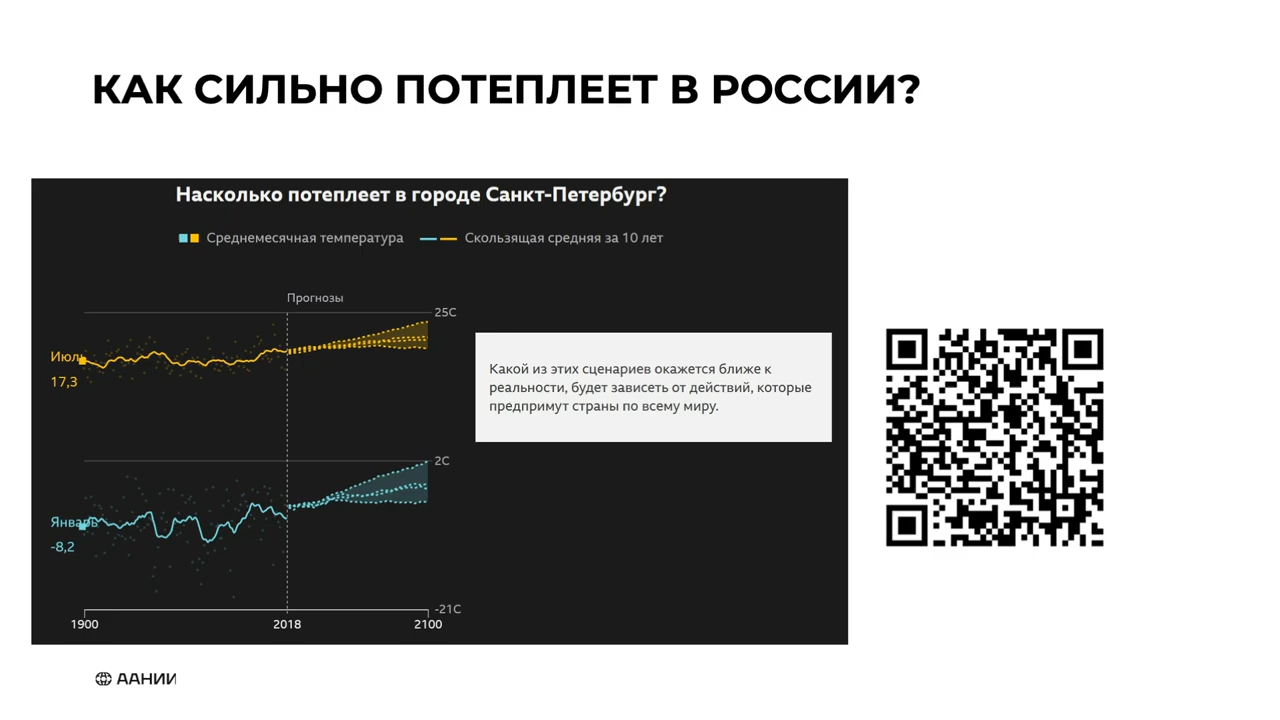 КАК СИЛЬНО ПОТЕПЛЕЕТ В РОССИИ?
Насколько потеплеет в городе Санкт-Петербург?
Среднемесячная температура
Скользящая средняя за 10 лет
Прогнозы
25C
Июль
17,3
Какой из этих сценариев окажется ближе к
реальности, будет зависеть от действий, которые
предпримут страны по всему миру.
2C
Январь
-8,2
-21C
1900
2018
2100
ААНИИ